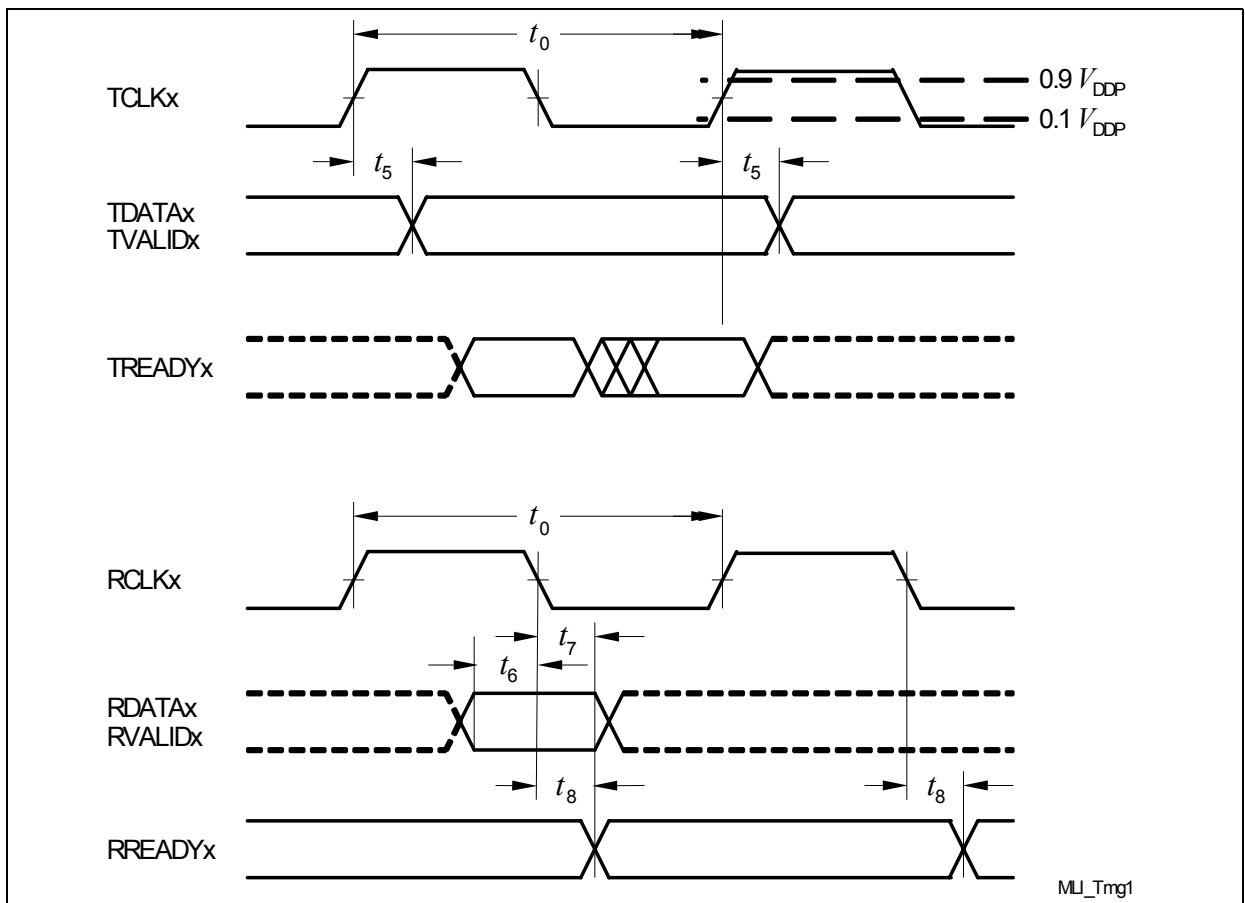 t0
TCLKx
0.9 VDDP
0.1 VDDP
t5
t5
TDATAx
TVALIDx
TREADYx
t0
RCLKx
t7
t6
RDATAx
RVALIDx
t8
t8
RREADYx
MLI_Tmg1